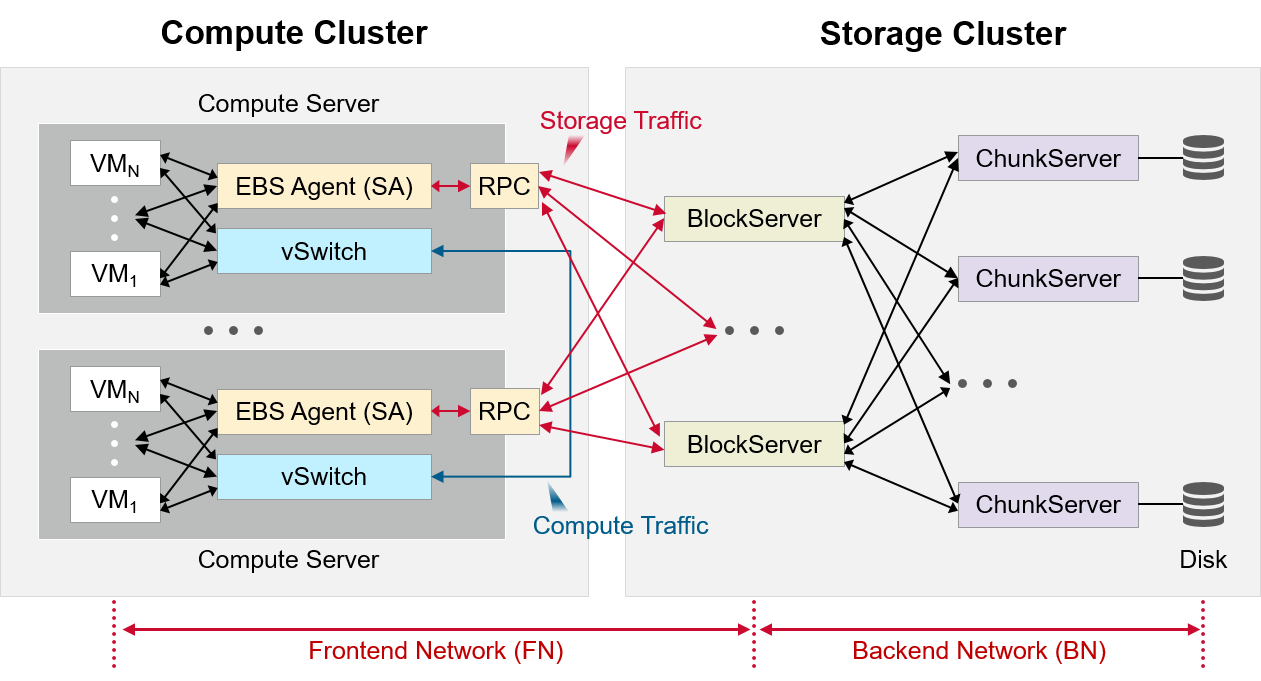 Compute Cluster
Storage Cluster
Compute Server
Storage Traffic
VMN
EBS Agent (SA)
RPC
vSwitch
VM1
VMN
EBS Agent (SA)
RPC
vSwitch
VM1
Compute Server
Compute Traffic
BlockServer
BlockServer
ChunkServer
ChunkServer
ChunkServer
Disk
Frontend Network (FN)
Backend Network (BN)